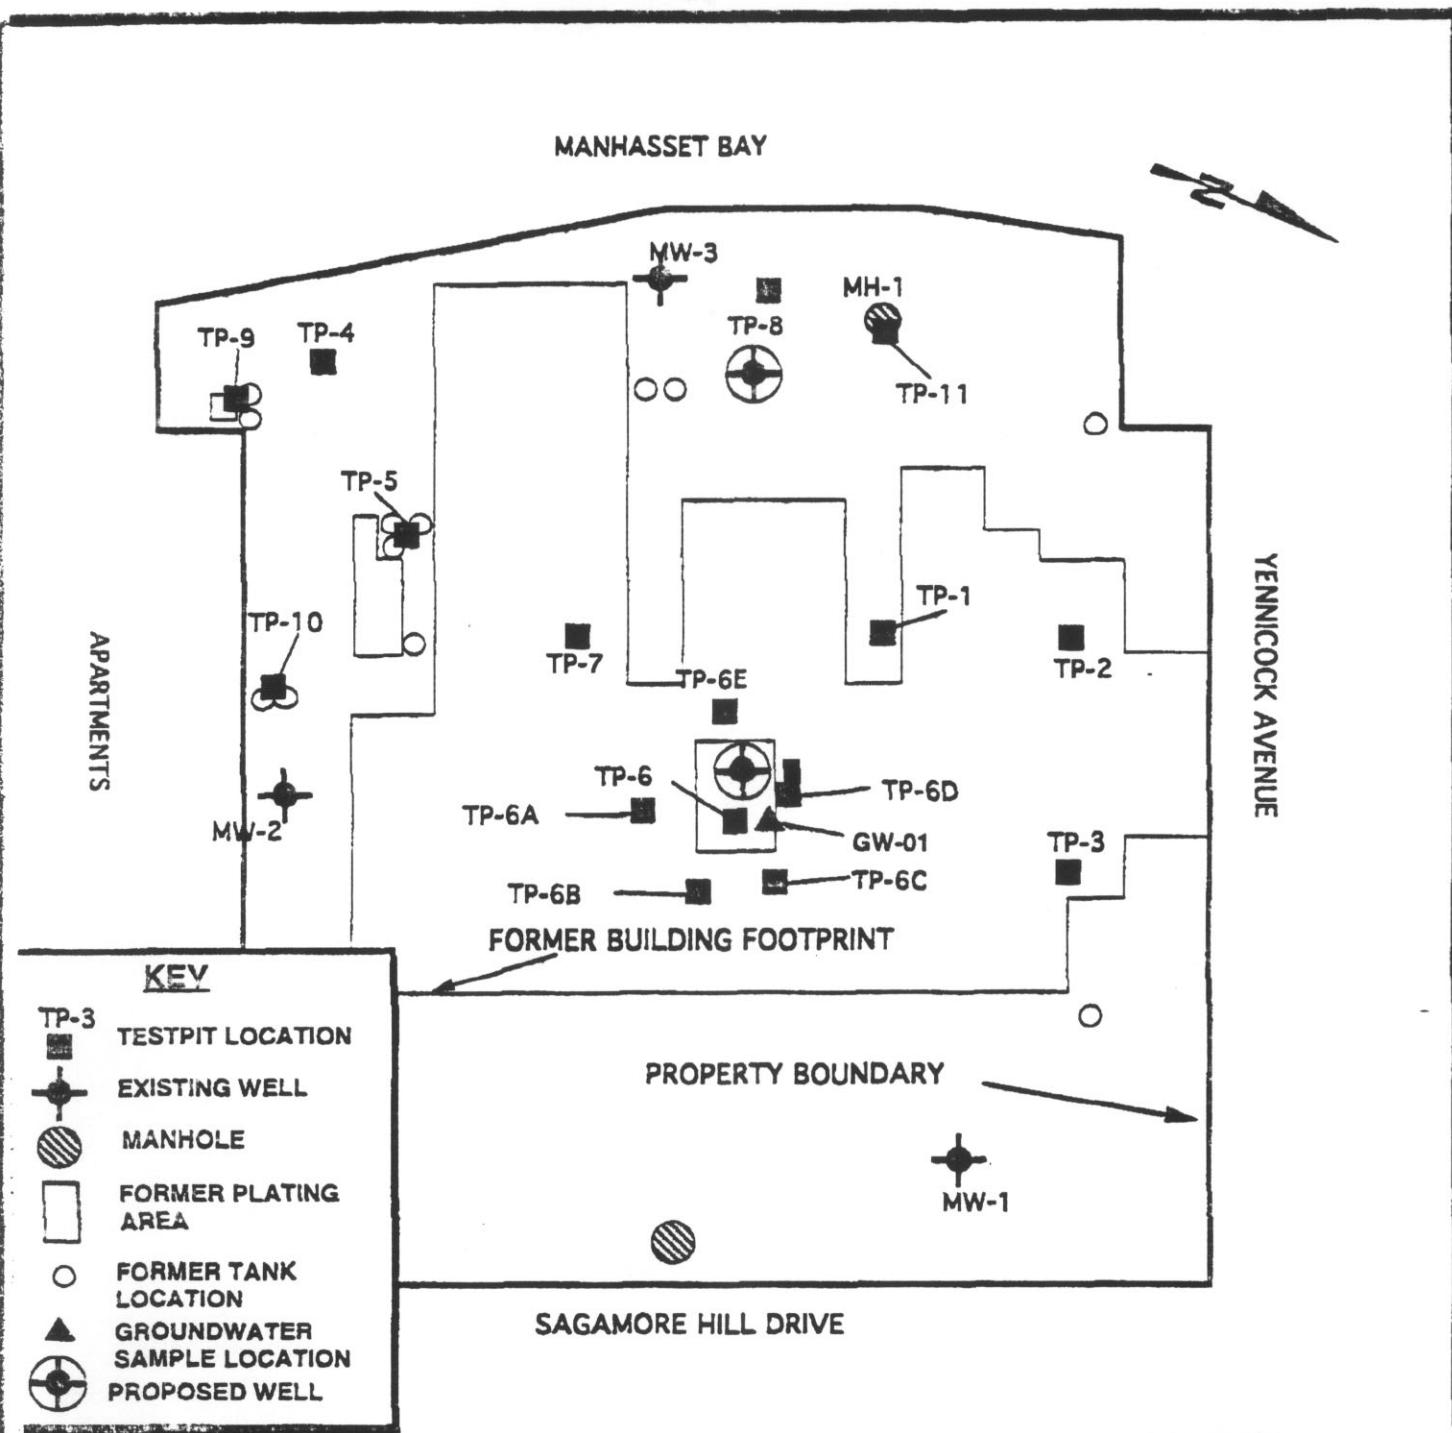 MANHASSET BAY
N
MW-3
MH-1
TP-8
TP-9
TP-4
TP-11
TP-5
YENNICOCK AVENUE
TP-1
TP-10
APARTMENTS
TP-7
TP-2
TP-6E
TP-6
TP-6D
TP-6A
MW-2
GW-01
TP-3
TP-6C
TP-6B
FORMER BUILDING FOOTPRINT
KEY
TP-3
TESTPIT LOCATION
EXISTING WELL
MANHOLE
FORMER PLATING
AREA
FORMER TANK
LOCATION
GROUNDWATER
SAMPLE LOCATION
PROPOSED WELL
PROPERTY BOUNDARY
MW-1
SAGAMORE HILL DRIVE